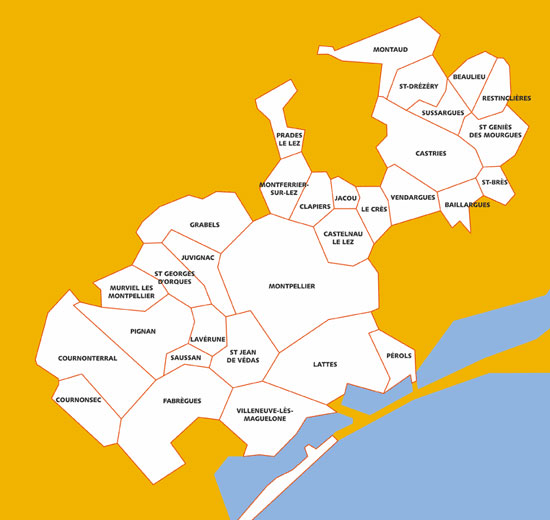 MONTAUD
BEAULIEU
ST-DRÉZÉRY
RESTINCLIÈRES
SUSSARGUES
ST GENIÈS
DES MOURGUES
PRADES
LE LEZ
CASTRIES
ST-BRÈS
MONTFERRIER-
SUR-LEZ
JACOU
VENDARGUES
CLAPIERS
LE CRÈS
BAILLARGUES
GRABELS
CASTELNAU
LE LEZ
JUVIGNAC
ST GEORGES
D'ORQUES
MURVIEL LES
MONTPELLIER
MONTPELLIER
PIGNAN
LAVÉRUNE
COURNONTERRAL
SAUSSAN
ST JEAN
DE VÉDAS
LATTES
PÉROLS
COURNONSEC
FABRÈGUES
VILLENEUVE-LÈS-
MAGUELONE